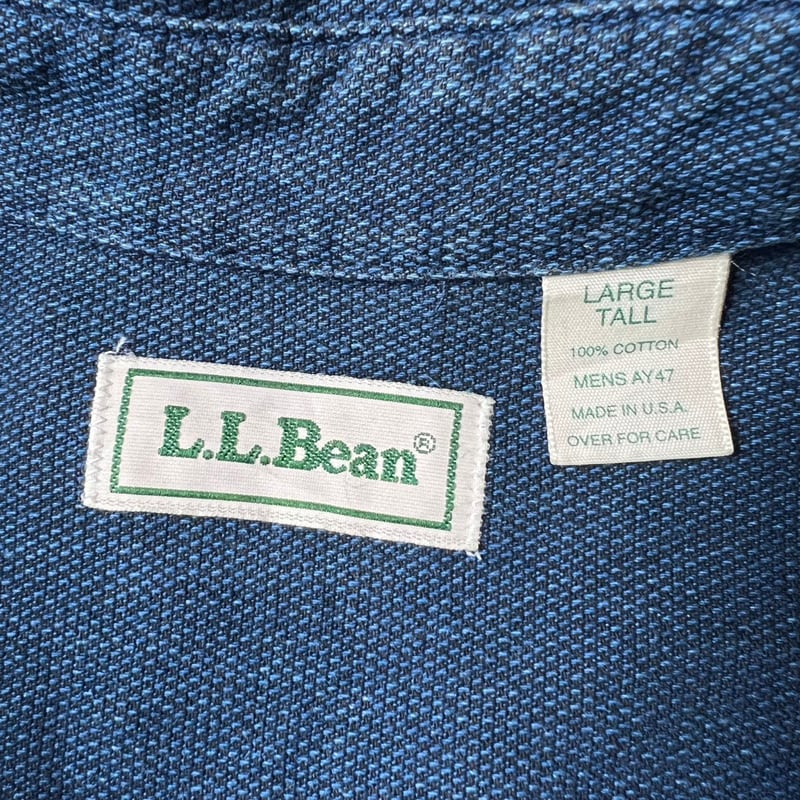 L.L.Bean®
LARGE
TALL
100% COTTON
MENS AY47
MADE IN U.S.A.
OVER FOR CARE